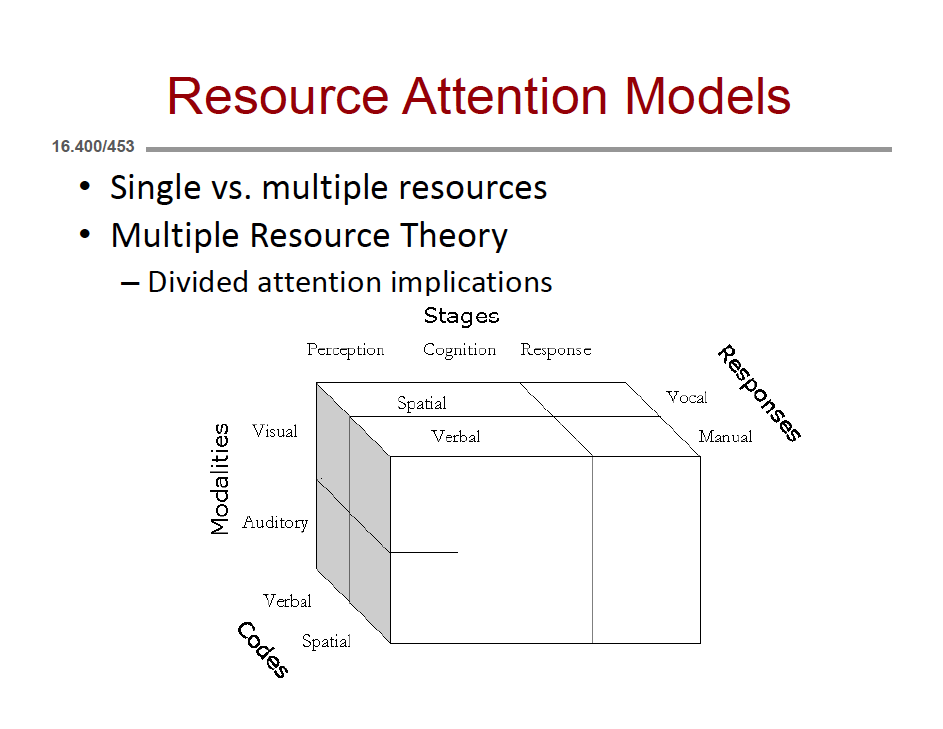 Resource Attention Models
16.400/453
• Single vs. multiple resources
• Multiple Resource Theory
– Divided attention implications
Stages
Perception Cognition Response
Responses
Spatial
Vocal
Visual
Verbal
Manual
Modalities
Auditory
Verbal
Codes
Spatial